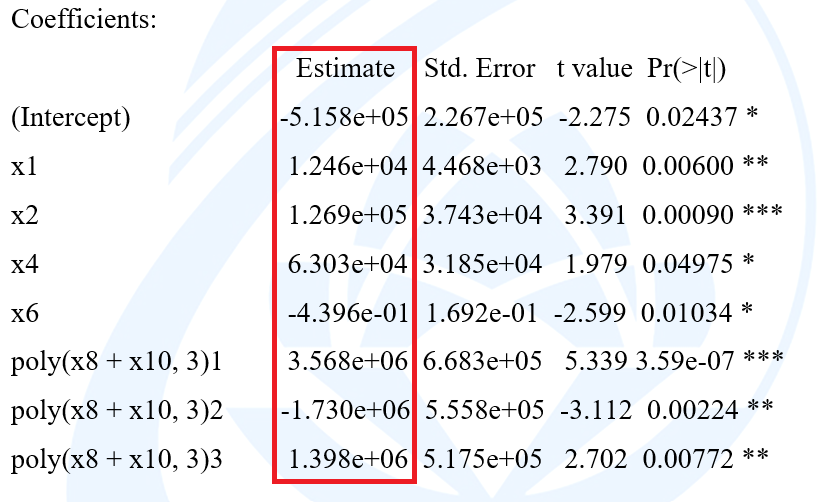 Coefficients:
Estimate Std. Error t value Pr(>|t|)
(Intercept) -5.158e+05 2.267e+05 -2.275 0.02437 *
x1 1.246e+04 4.468e+03 2.790 0.00600 **
x2 1.269e+05 3.743e+04 3.391 0.00090 ***
x4 6.303e+04 3.185e+04 1.979 0.04975 *
x6 -4.396e-01 1.692e-01 -2.599 0.01034 *
poly(x8 + x10, 3)1 3.568e+06 6.683e+05 5.339 3.59e-07 ***
poly(x8 + x10, 3)2 -1.730e+06 5.558e+05 -3.112 0.00224 **
poly(x8 + x10, 3)3 1.398e+06 5.175e+05 2.702 0.00772 **